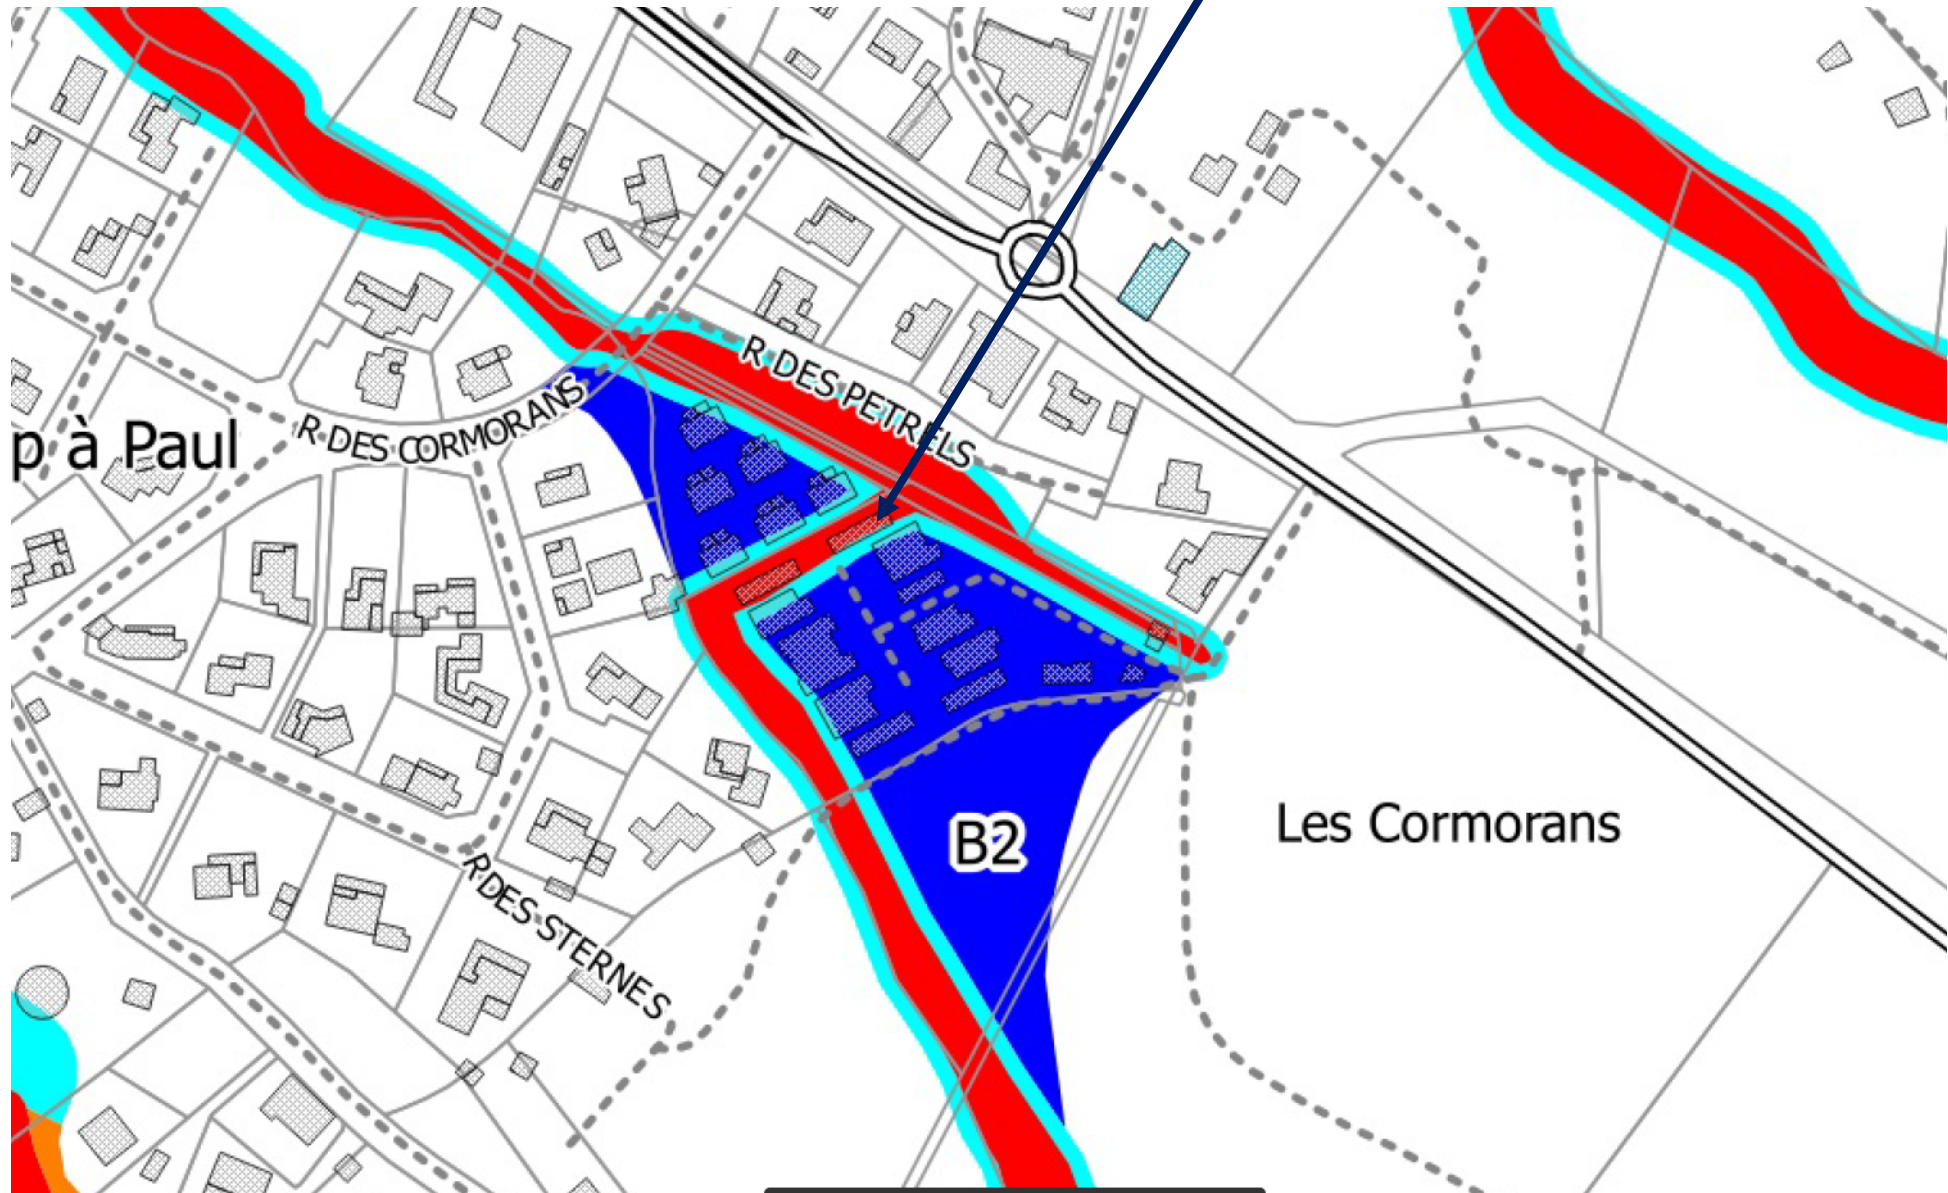 R DES PETRELS
R DES CORMORANS
p à Paul
B2
Les Cormorans
R DES STERNES